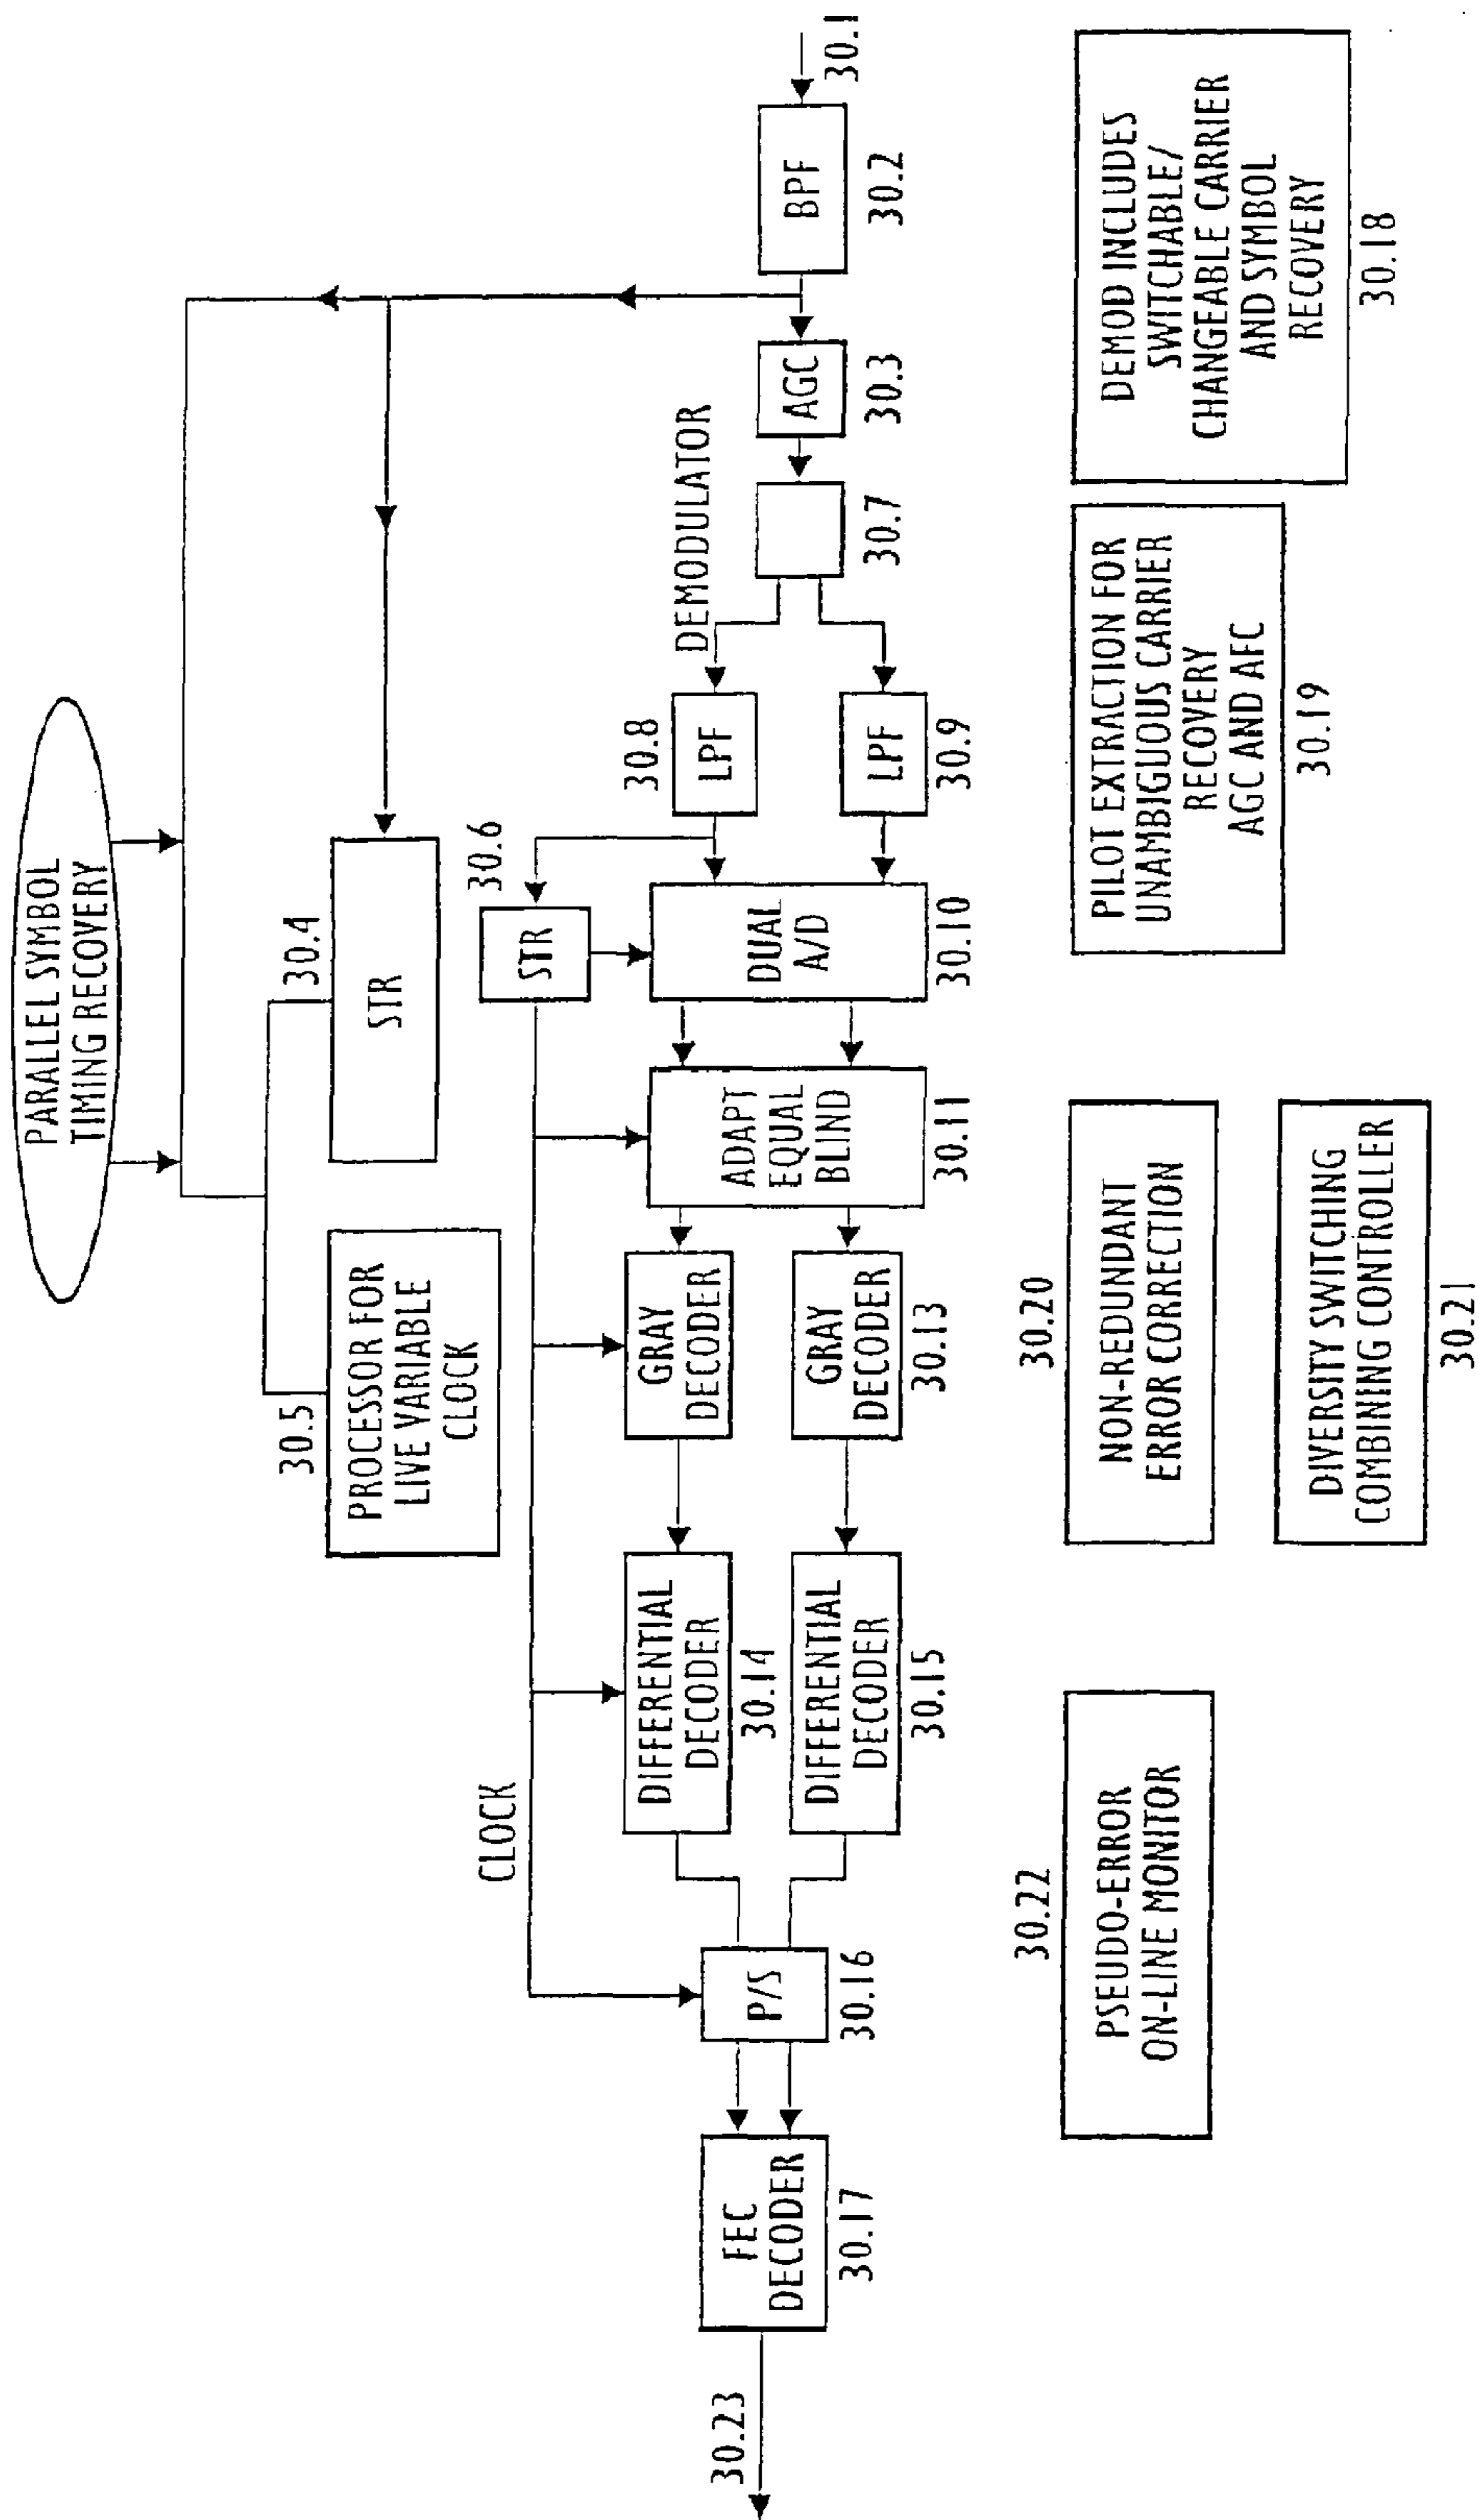 PARALLEL SYMBOL
TIMING RECOVERY
30.5
PROCESSOR FOR
LIVE VARIABLE
CLOCK
30.4
STR
CLOCK
30.6
STR
DEMODULATOR
30.23
FEC
DECODER
30.17
P/S
30.16
DIFFERENTIAL
DECODER
30.14
DIFFERENTIAL
DECODER
30.15
GRAY
DECODER
GRAY
DECODER
30.13
ADAPT
EQUAL
BLIND
30.11
DUAL
A/D
30.10
30.8
LPF
LPF
30.9
30.7
AGC
30.3
BPF
30.2
30.1
30.22
PSEUDO-ERROR
ON-LINE MONITOR
30.20
NON-REDUNDANT
ERROR CORRECTION
DIVERSITY SWITCHING
COMBINING CONTROLLER
30.21
PILOT EXTRACTION FOR
UNAMBIGUOUS CARRIER
RECOVERY
AGC AND AFC
30.19
DEMOD INCLUDES
SWITCHABLE/
CHANGEABLE CARRIER
AND SYMBOL
RECOVERY
30.18